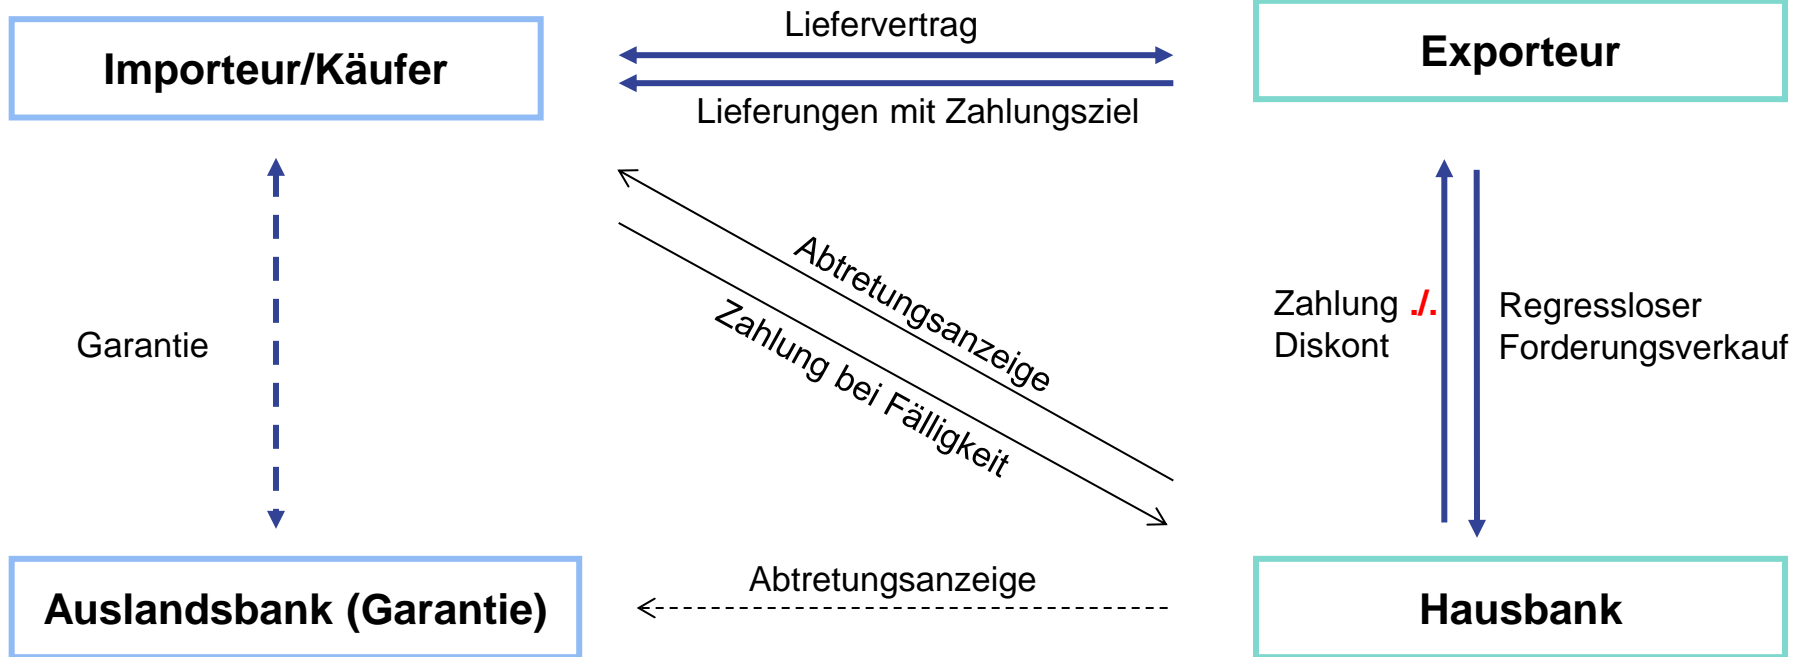 Liefervertrag
Importeur/Käufer
Exporteur
Lieferungen mit Zahlungsziel
Abtretungsanzeige
Zahlung bei Fälligkeit
Garantie
Zahlung ./.
Diskont
Regressloser
Forderungsverkauf
Abtretungsanzeige
Auslandsbank (Garantie)
Hausbank